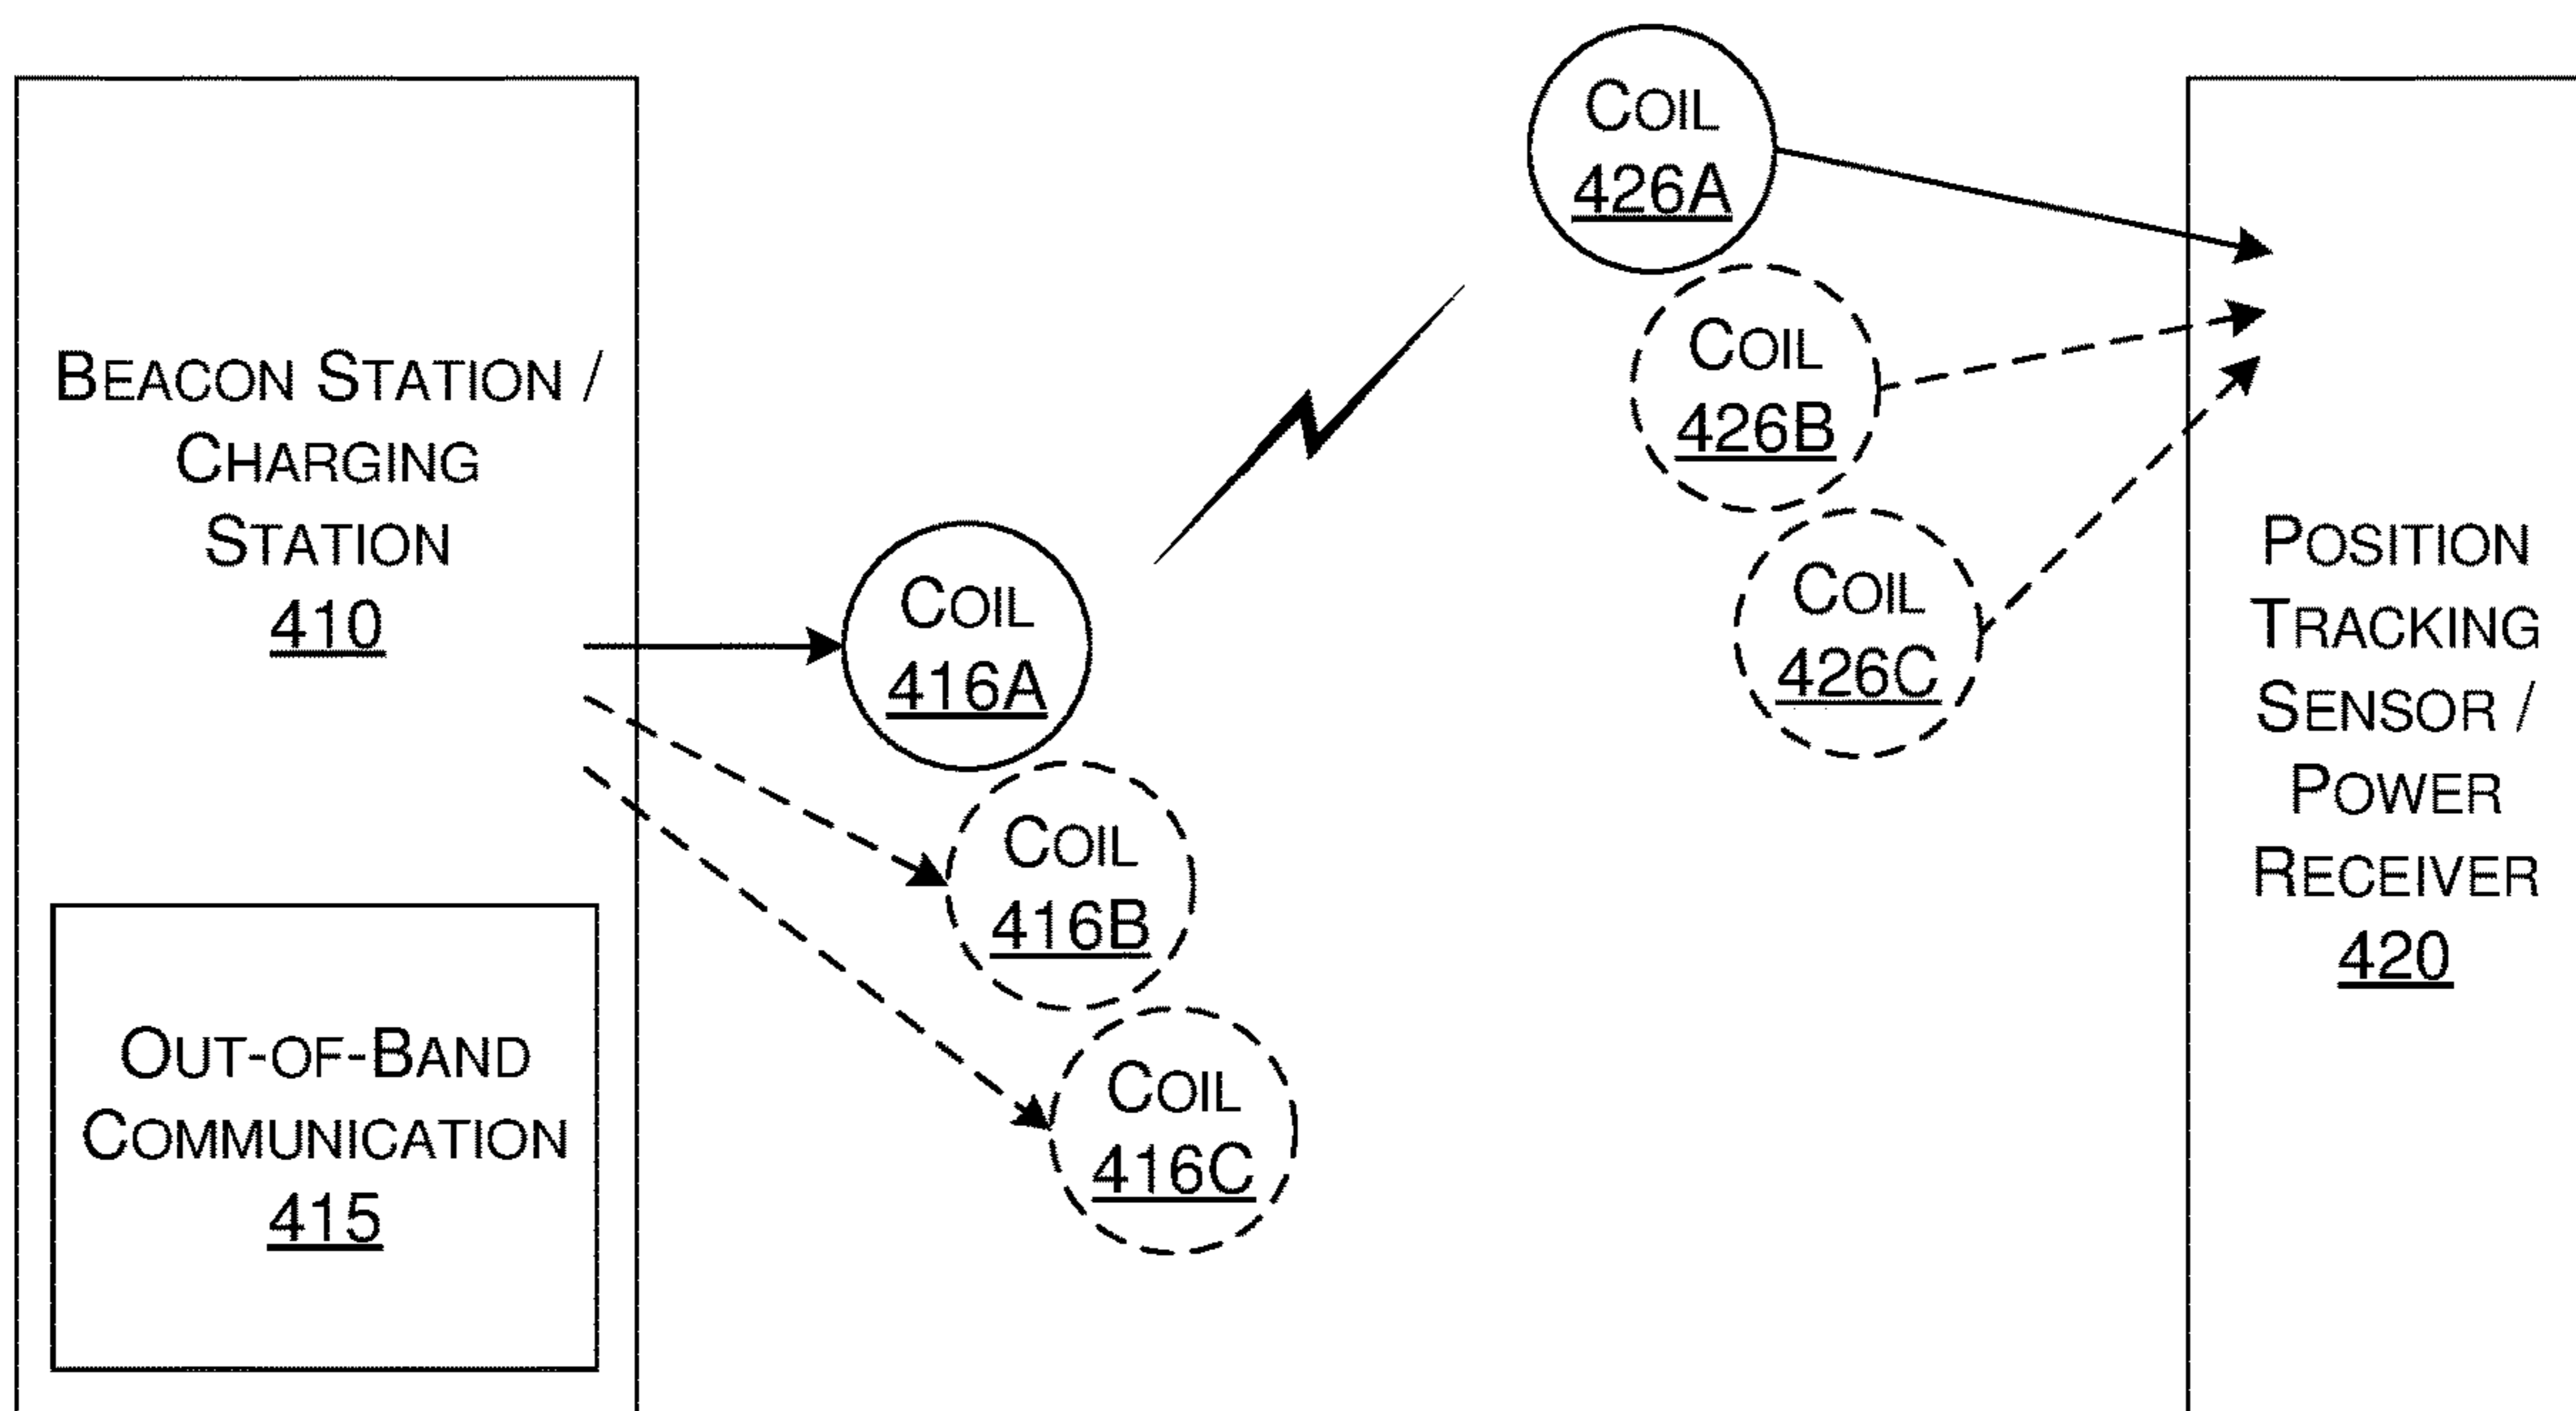 BEACON STATION /
CHARGING
STATION
410
OUT-OF-BAND
COMMUNICATION
415
COIL
416A
COIL
416B
COIL
416C
COIL
426A
COIL
426B
COIL
426C
POSITION
TRACKING
SENSOR /
POWER
RECEIVER
420